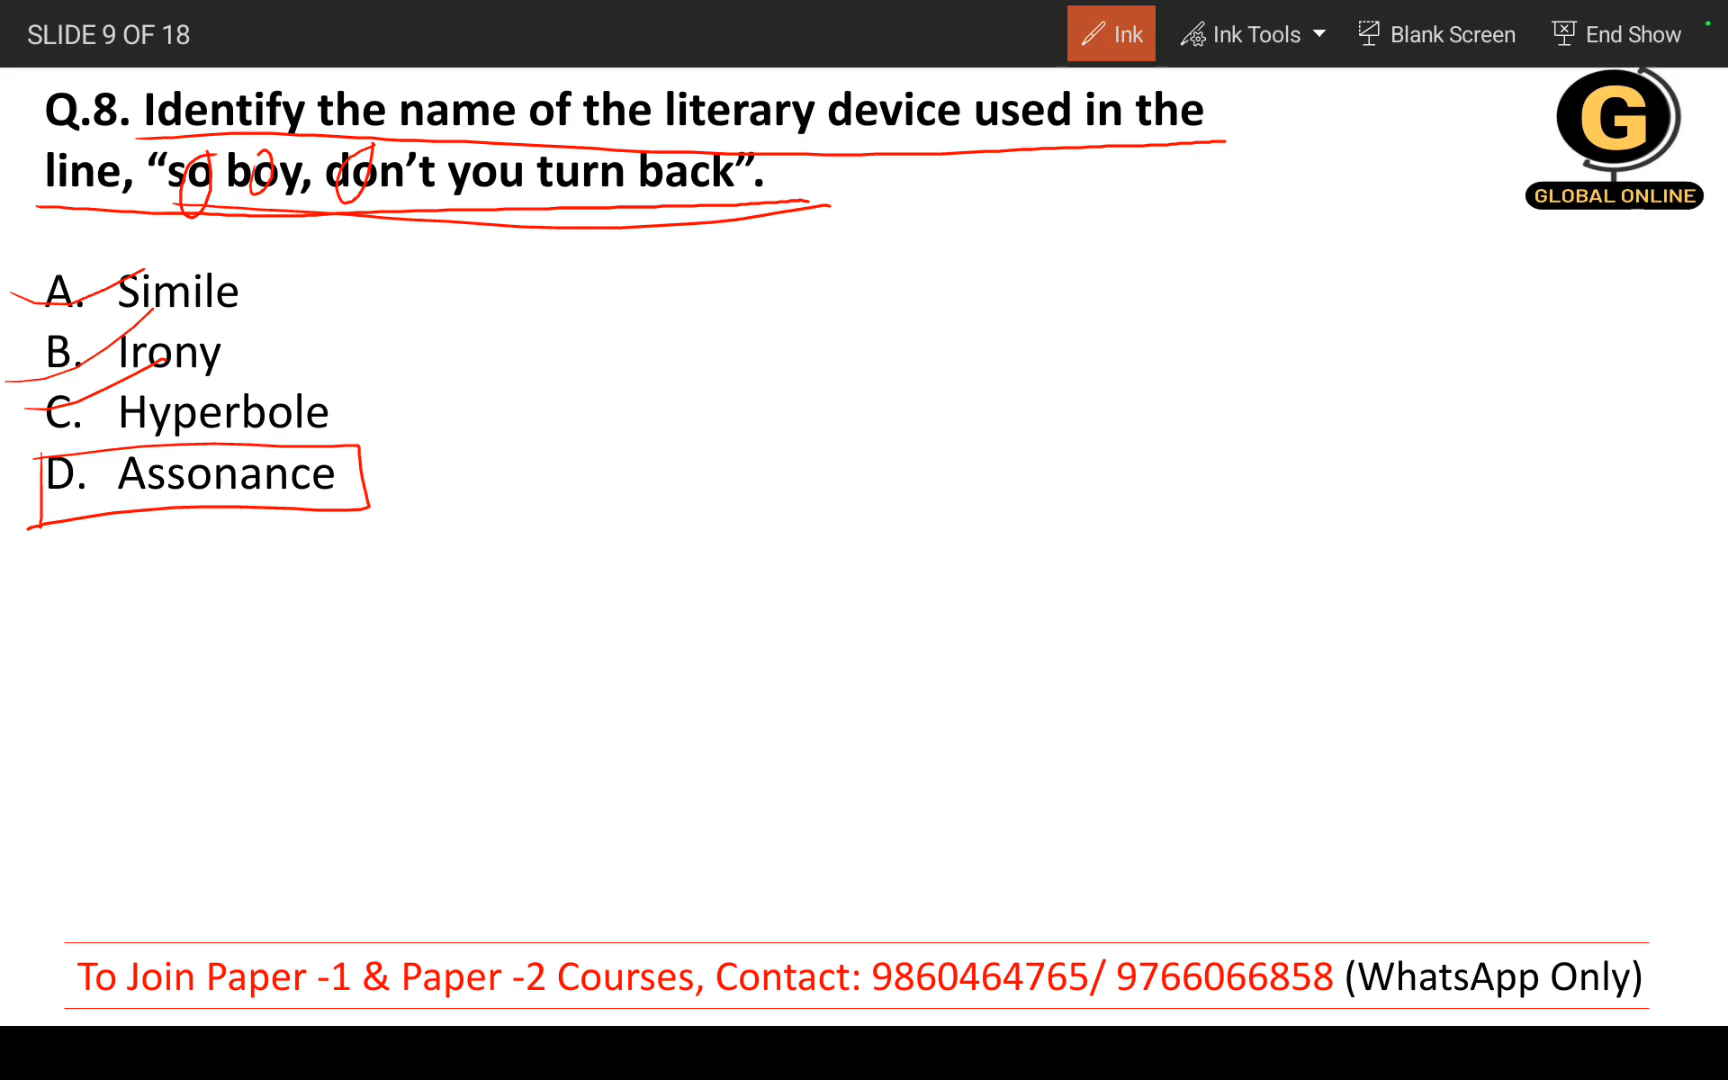 SLIDE 9 OF 18
Ink
Ink Tools
Blank Screen
End Show
Q.8. Identify the name of the literary device used in the
line, “so boy, don’t you turn back”.
G
GLOBAL ONLINE
A. Simile
B. Irony
C. Hyperbole
D. Assonance
To Join Paper -1 & Paper -2 Courses, Contact: 9860464765/ 9766066858 (WhatsApp Only)